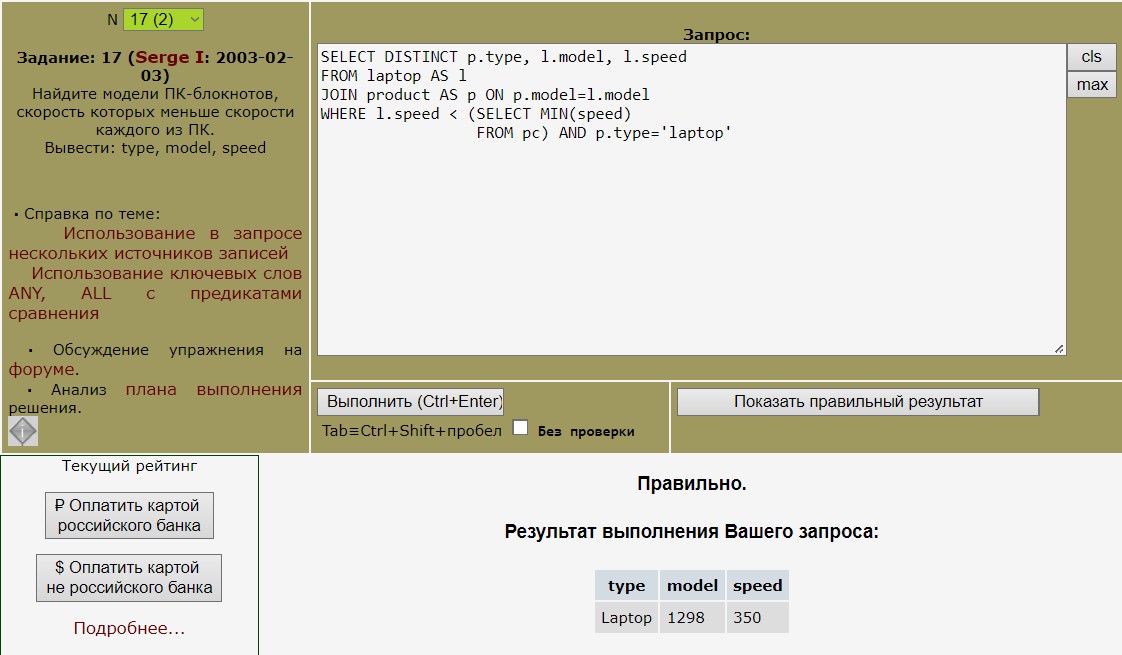 N 17 (2)
Задание: 17 (Serge I: 2003-02-
03)
Найдите модели ПК-блокнотов,
скорость которых меньше скорости
каждого из ПК.
Вывести: type, model, speed
• Справка по теме:
Использование в запросе
нескольких источников записей
Использование ключевых слов
ANY, ALL с предикатами
сравнения
• Обсуждение упражнения на
форуме.
• Анализ плана выполнения
решения.
i
Запрос:
SELECT DISTINCT p.type, l.model, l.speed
FROM laptop AS l
JOIN product AS p ON p.model=l.model
WHERE l.speed < (SELECT MIN(speed)
FROM pc) AND p.type='laptop'
cls
max
Выполнить (Ctrl+Enter)
Tab≡Ctrl+Shift+пробел Без проверки
Показать правильный результат
Текущий рейтинг
₽ Оплатить картой
российского банка
$ Оплатить картой
не российского банка
Подробнее...
Правильно.
Результат выполнения Вашего запроса:
type model speed
Laptop 1298 350